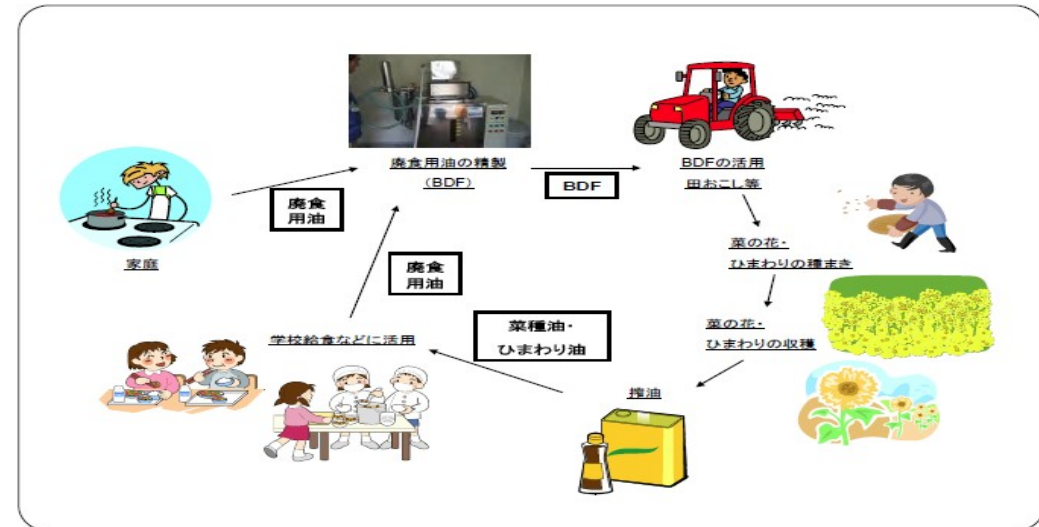 廃食用油の精製
(BDF)
BDF
BDFの活用
田おこし等
廃食
用油
家庭
菜の花・
ひまわりの種まき
廃食
用油
菜の花・
ひまわりの収穫
菜種油・
ひまわり油
学校給食などに活用
搾油